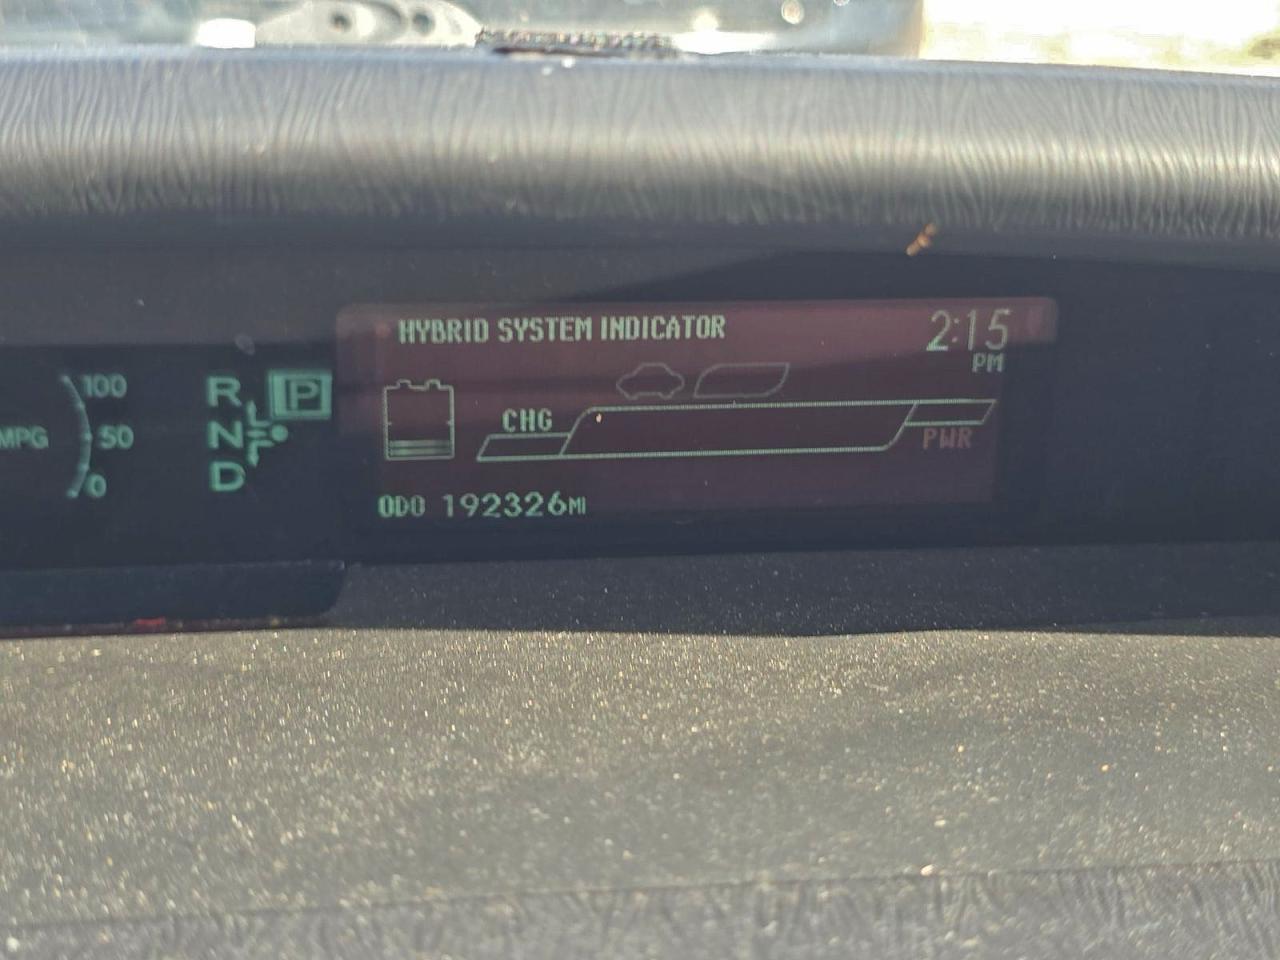 HYBRID SYSTEM INDICATOR
2:15
PM
100
MPG
50
0
R
P
N
D
CHG
PWR
ODO 192326MI